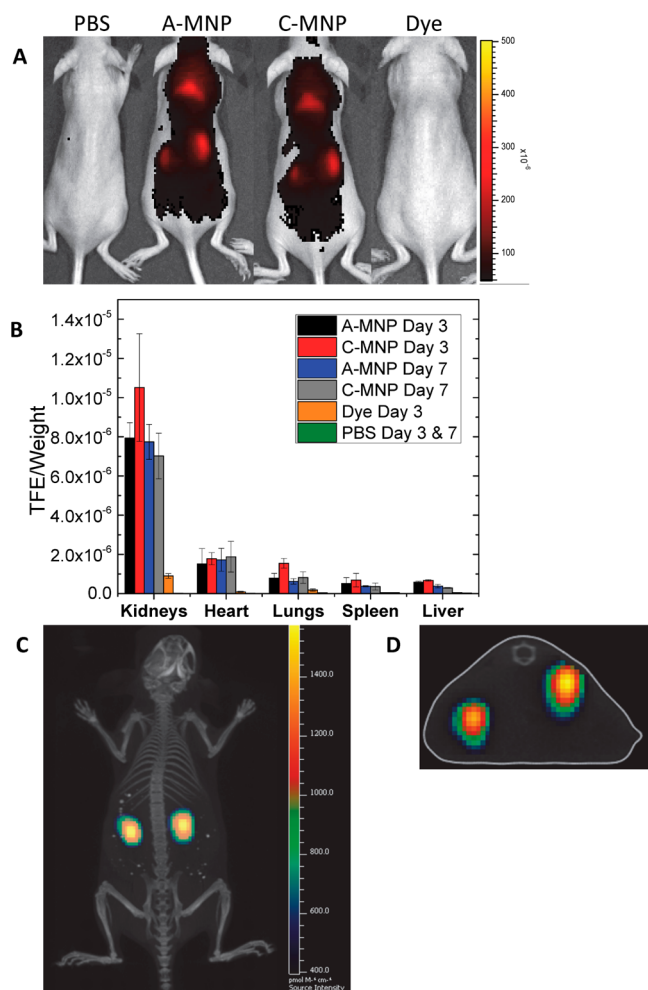 PBS A-MNP C-MNP Dye
A
500
400
300
200
100
x10⁻⁶
B
TFE/Weight
1.4x10⁻⁵
1.2x10⁻⁵
1.0x10⁻⁵
8.0x10⁻⁶
6.0x10⁻⁶
4.0x10⁻⁶
2.0x10⁻⁶
0.0
A-MNP Day 3
C-MNP Day 3
A-MNP Day 7
C-MNP Day 7
Dye Day 3
PBS Day 3 & 7
Kidneys Heart Lungs Spleen Liver
C
1400.0
1200.0
1000.0
800.0
600.0
400.0
pmol M⁻¹ cm⁻¹
Source Intensity
D